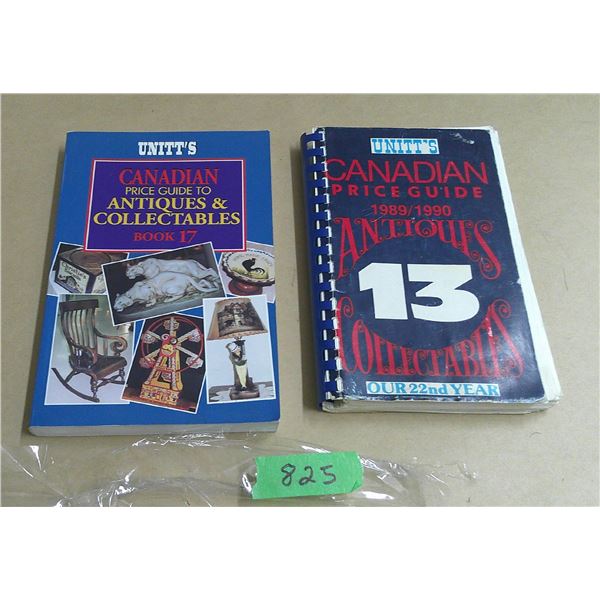 UNITT'S
CANADIAN
PRICE GUIDE TO
ANTIQUES &
COLLECTABLES
BOOK 17
UNITT'S
CANADIAN
PRICE GUIDE
1989/1990
ANTIQUES
13
COLLECTABLES
OUR 22nd YEAR
825